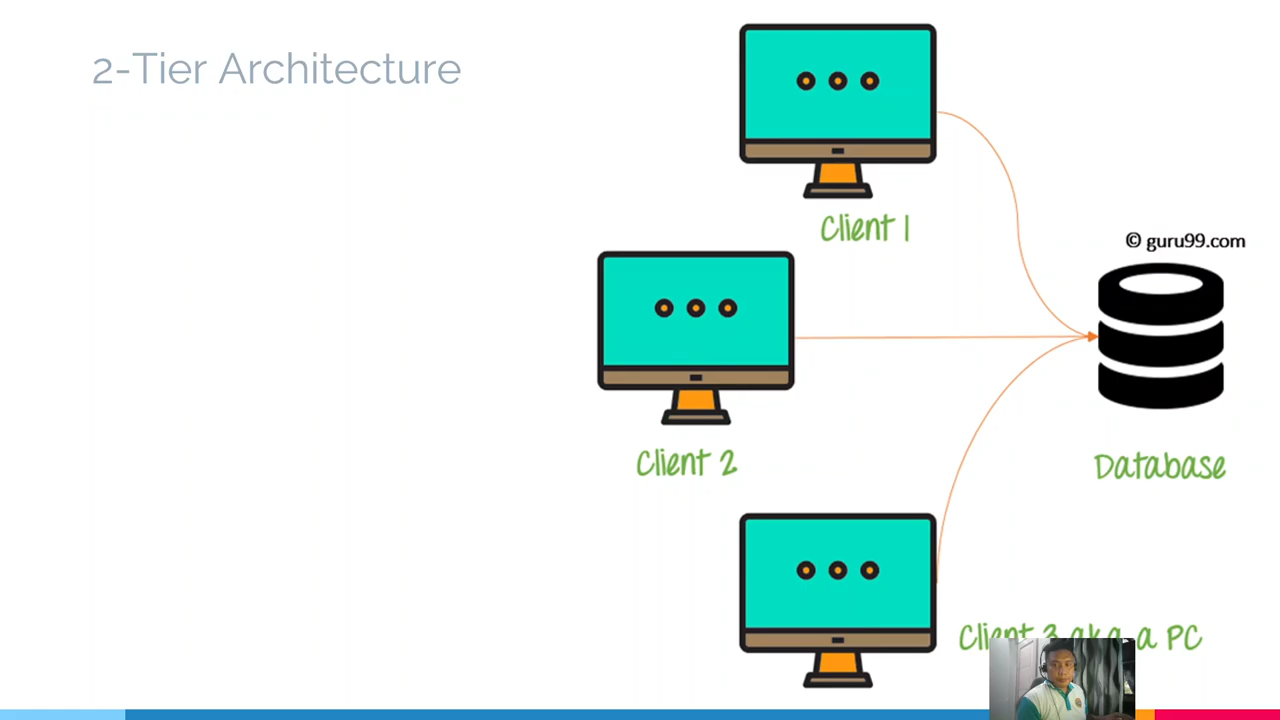 2-Tier Architecture
Client 1
© guru99.com
Client 2
Database
Client 3 aka a PC